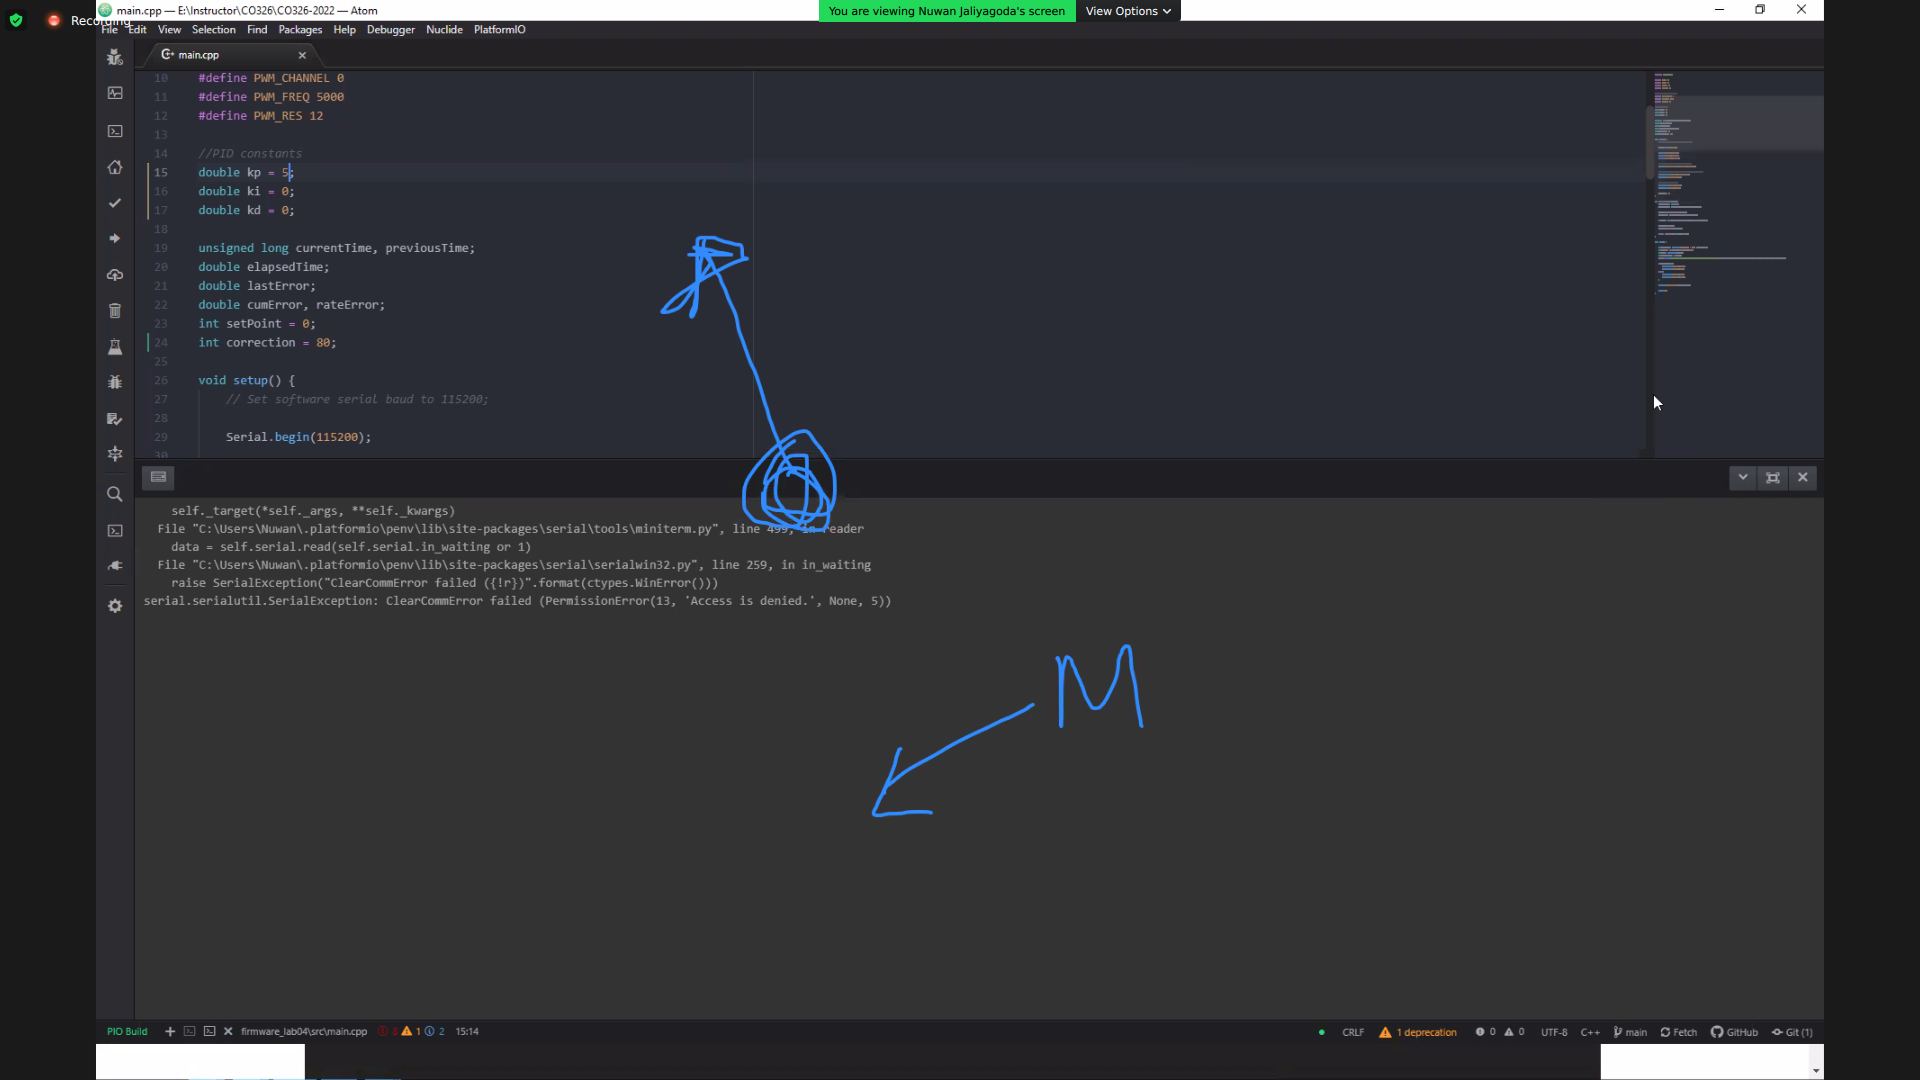 Recording
main.cpp — E:\Instructor\CO326\CO326-2022 — Atom
You are viewing Nuwan Jaliyagoda's screen
View Options
File Edit View Selection Find Packages Help Debugger Nuclide PlatformIO
main.cpp
10 #define PWM_CHANNEL 0
11 #define PWM_FREQ 5000
12 #define PWM_RES 12
13
14 //PID constants
15 double kp = 5;
16 double ki = 0;
17 double kd = 0;
18
19 unsigned long currentTime, previousTime;
20 double elapsedTime;
21 double lastError;
22 double cumError, rateError;
23 int setPoint = 0;
24 int correction = 80;
25
26 void setup() {
27 // Set software serial baud to 115200;
28
29 Serial.begin(115200);
30
self._target(*self._args, **self._kwargs)
File "C:\Users\Nuwan\.platformio\penv\lib\site-packages\serial\tools\miniterm.py", line 499, in reader
data = self.serial.read(self.serial.in_waiting or 1)
File "C:\Users\Nuwan\.platformio\penv\lib\site-packages\serial\serialwin32.py", line 259, in in_waiting
raise SerialException("ClearCommError failed ({!r})".format(ctypes.WinError()))
serial.serialutil.SerialException: ClearCommError failed (PermissionError(13, 'Access is denied.', None, 5))
M
PIO Build + firmware_lab04\src\main.cpp 1 2 15:14 CRLF 1 deprecation 0 0 UTF-8 C++ main Fetch GitHub Git (1)